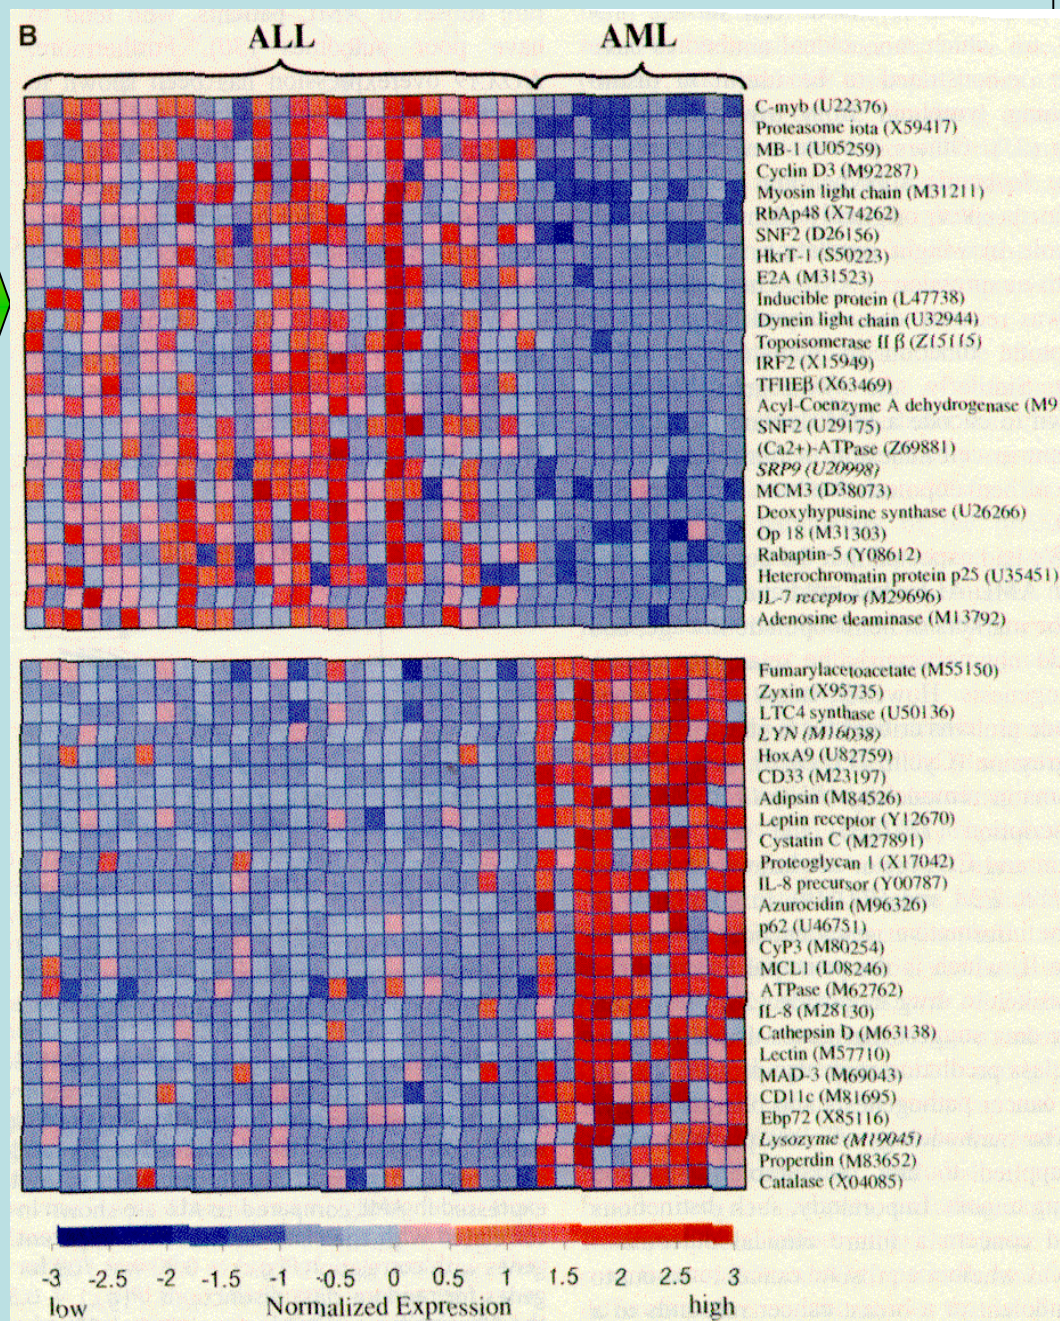 B
ALL AML
C-myb (U22376)
Proteasome iota (X59417)
MB-1 (U05259)
Cyclin D3 (M92287)
Myosin light chain (M31211)
RbAp48 (X74262)
SNF2 (D26156)
HkrT-1 (S50223)
E2A (M31523)
Inducible protein (L47738)
Dynein light chain (U32944)
Topoisomerase II β (Z15115)
IRF2 (X15949)
TFIIEβ (X63469)
Acyl-Coenzyme A dehydrogenase (M9
SNF2 (U29175)
(Ca2+)-ATPase (Z69881)
SRP9 (U20998)
MCM3 (D38073)
Deoxyhypusine synthase (U26266)
Op 18 (M31303)
Rabaptin-5 (Y08612)
Heterochromatin protein p25 (U35451)
IL-7 receptor (M29696)
Adenosine deaminase (M13792)
Fumarylacetoacetate (M55150)
Zyxin (X95735)
LTC4 synthase (U50136)
LYN (M16038)
HoxA9 (U82759)
CD33 (M23197)
Adipsin (M84526)
Leptin receptor (Y12670)
Cystatin C (M27891)
Proteoglycan 1 (X17042)
IL-8 precursor (Y00787)
Azurocidin (M96326)
p62 (U46751)
CyP3 (M80254)
MCL1 (L08246)
ATPase (M62762)
IL-8 (M28130)
Cathepsin D (M63138)
Lectin (M57710)
MAD-3 (M69043)
CD11c (M81695)
Ebp72 (X85116)
Lysozyme (M19045)
Properdin (M83652)
Catalase (X04085)
-3 -2.5 -2 -1.5 -1 -0.5 0 0.5 1 1.5 2 2.5 3
low Normalized Expression high